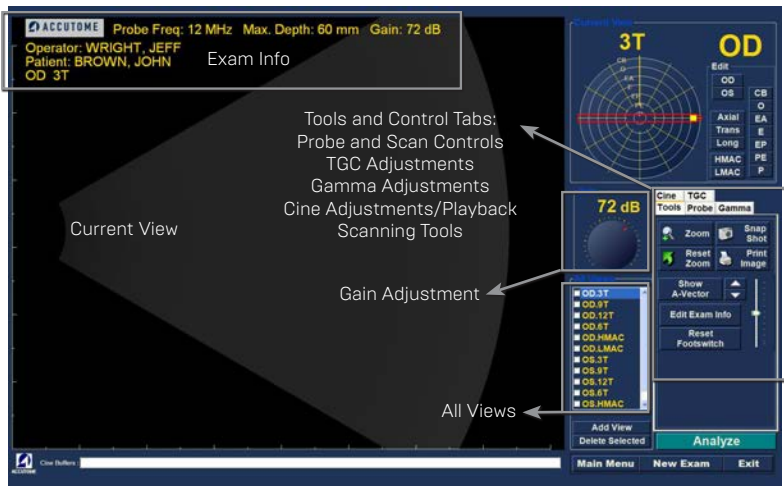 ACCUTOME Probe Freq: 12 MHz Max. Depth: 60 mm Gain: 72 dB
Operator: WRIGHT, JEFF
Patient: BROWN, JOHN
OD 3T
Exam Info
Current View
3T
OD
Edit
OD
OS
CB
O
Axial
EA
Trans
E
Long
EP
HMAC
PE
LMAC
P
Tools and Control Tabs:
Probe and Scan Controls
TGC Adjustments
Gamma Adjustments
Cine Adjustments/Playback
Scanning Tools
Current View
Gain Adjustment
All Views
72 dB
Cine TGC
Tools Probe Gamma
Zoom
Snap
Shot
Reset
Zoom
Print
Image
Show
A-Vector
Edit Exam Info
Reset
Footswitch
OD.3T
OD.9T
OD.12T
OD.6T
OD.HMAC
OD.LMAC
OS.3T
OS.9T
OS.12T
OS.6T
OS.HMAC
Add View
Delete Selected
Analyze
ACCUTOME
Cine Buffers :
Main Menu New Exam Exit